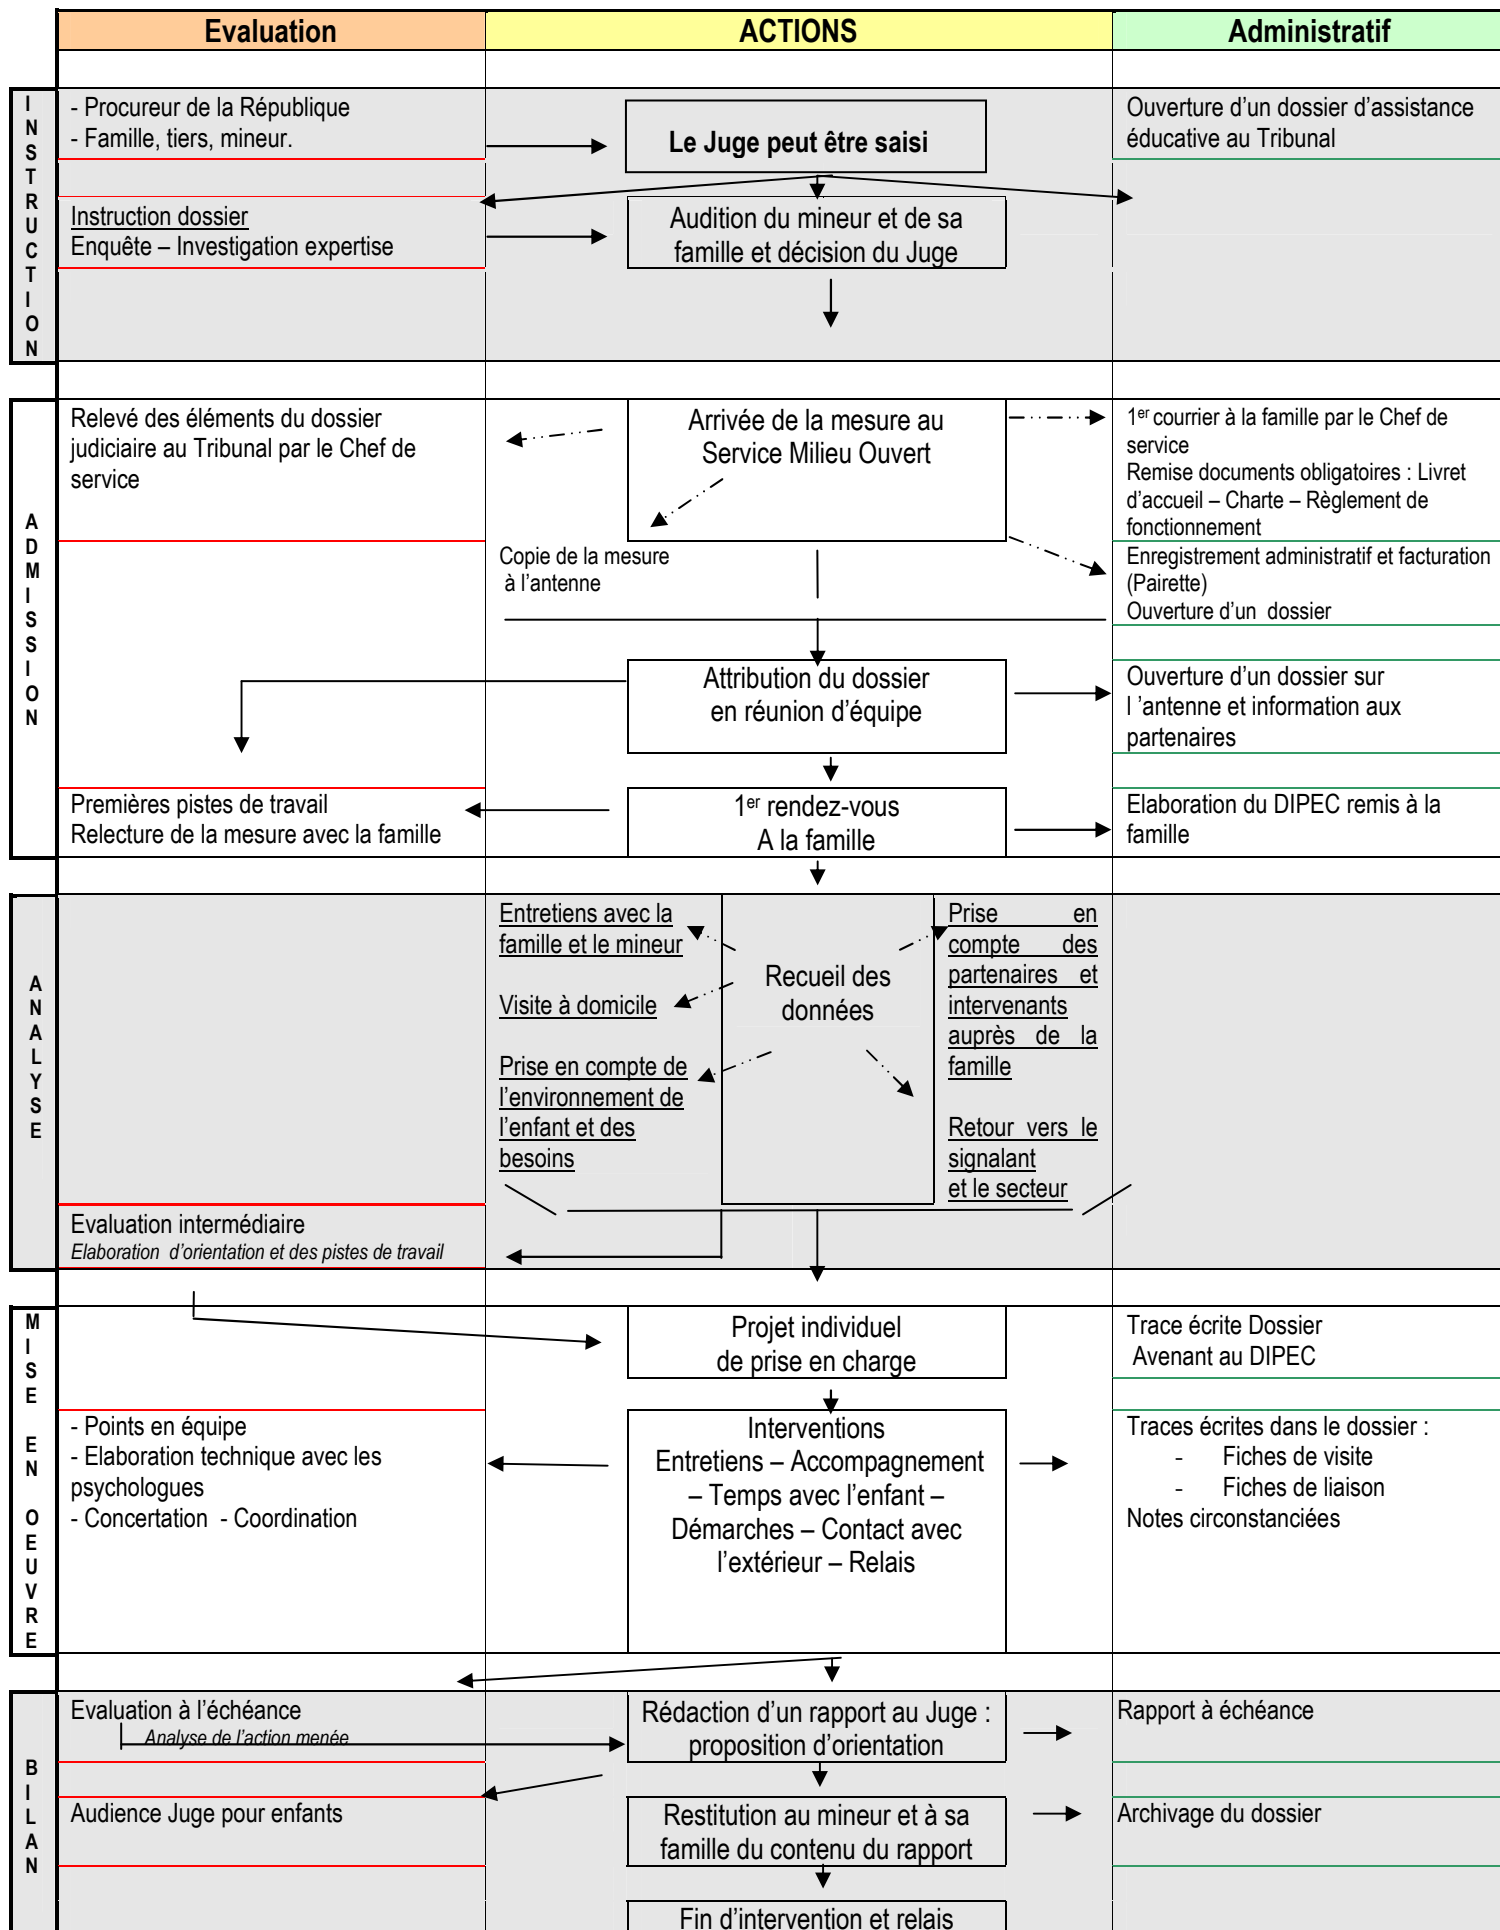 Evaluation
ACTIONS
Administratif
INSTRUCTION
- Procureur de la République
- Famille, tiers, mineur.
Le Juge peut être saisi
Ouverture d'un dossier d'assistance
éducative au Tribunal
Instruction dossier
Enquête – Investigation expertise
Audition du mineur et de sa
famille et décision du Juge
ADMISSION
Relevé des éléments du dossier
judiciaire au Tribunal par le Chef de
service
Arrivée de la mesure au
Service Milieu Ouvert
1er courrier à la famille par le Chef de
service
Remise documents obligatoires : Livret
d'accueil – Charte – Règlement de
fonctionnement
Copie de la mesure
à l'antenne
Enregistrement administratif et facturation
(Pairette)
Ouverture d'un dossier
Attribution du dossier
en réunion d'équipe
Ouverture d'un dossier sur
l 'antenne et information aux
partenaires
Premières pistes de travail
Relecture de la mesure avec la famille
1er rendez-vous
A la famille
Elaboration du DIPEC remis à la
famille
ANALYSE
Entretiens avec la
famille et le mineur
Visite à domicile
Prise en compte de
l'environnement de
l'enfant et des
besoins
Recueil des
données
Prise en
compte des
partenaires et
intervenants
auprès de la
famille
Retour vers le
signalant
et le secteur
Evaluation intermédiaire
Elaboration d'orientation et des pistes de travail
MISE EN OEUVRE
Projet individuel
de prise en charge
Trace écrite Dossier
Avenant au DIPEC
- Points en équipe
- Elaboration technique avec les
psychologues
- Concertation - Coordination
Interventions
Entretiens – Accompagnement
– Temps avec l'enfant –
Démarches – Contact avec
l'extérieur – Relais
Traces écrites dans le dossier :
- Fiches de visite
- Fiches de liaison
Notes circonstanciées
BILAN
Evaluation à l'échéance
Analyse de l'action menée
Rédaction d'un rapport au Juge :
proposition d'orientation
Rapport à échéance
Audience Juge pour enfants
Restitution au mineur et à sa
famille du contenu du rapport
Archivage du dossier
Fin d'intervention et relais